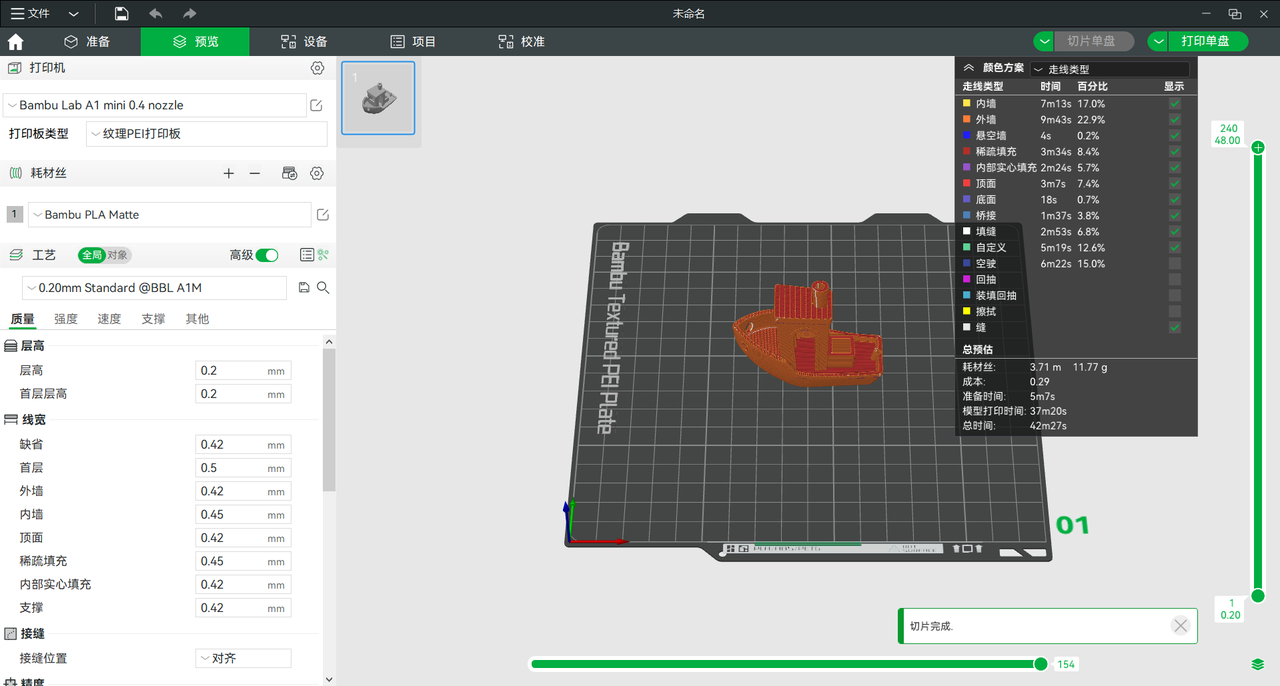 文件
未命名
准备
预览
设备
项目
校准
切片单盘
打印单盘
打印机
Bambu Lab A1 mini 0.4 nozzle
打印板类型
纹理PEI打印板
耗材丝
1 Bambu PLA Matte
工艺 全局 对象 高级
0.20mm Standard @BBL A1M
质量 强度 速度 支撑 其他
层高
层高 0.2 mm
首层层高 0.2 mm
线宽
缺省 0.42 mm
首层 0.5 mm
外墙 0.42 mm
内墙 0.45 mm
顶面 0.42 mm
稀疏填充 0.45 mm
内部实心填充 0.42 mm
支撑 0.42 mm
接缝
接缝位置 对齐
精度
1
Bambu Textured PEI Plate
01
颜色方案 走线类型
走线类型 时间 百分比 显示
内墙 7m13s 17.0%
外墙 9m43s 22.9%
悬空墙 4s 0.2%
稀疏填充 3m34s 8.4%
内部实心填充 2m24s 5.7%
顶面 3m7s 7.4%
底面 18s 0.7%
桥接 1m37s 3.8%
填缝 2m53s 6.8%
自定义 5m19s 12.6%
空驶 6m22s 15.0%
回抽
装填回抽
擦拭
缝
总预估
耗材丝: 3.71 m 11.77 g
成本: 0.29
准备时间: 5m7s
模型打印时间: 37m20s
总时间: 42m27s
240
48.00
1
0.20
切片完成.
154